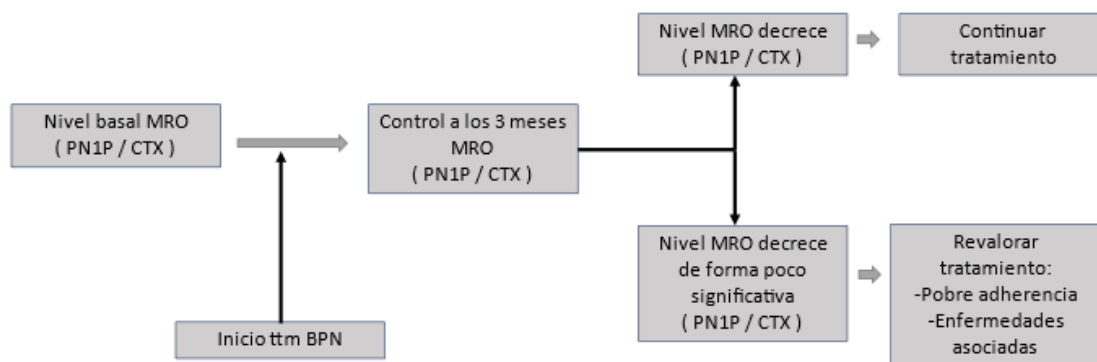 Nivel basal MRO
( PN1P / CTX )
Inicio ttm BPN
Control a los 3 meses
MRO
( PN1P / CTX )
Nivel MRO decrece
( PN1P / CTX )
Continuar
tratamiento
Nivel MRO decrece
de forma poco
significativa
( PN1P / CTX )
Revalorar
tratamiento:
-Pobre adherencia
-Enfermedades
asociadas